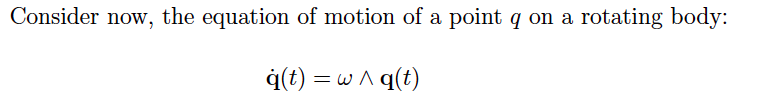 Consider now, the equation of motion of a point q on a rotating body:
q̇(t) = ω ∧ q(t)